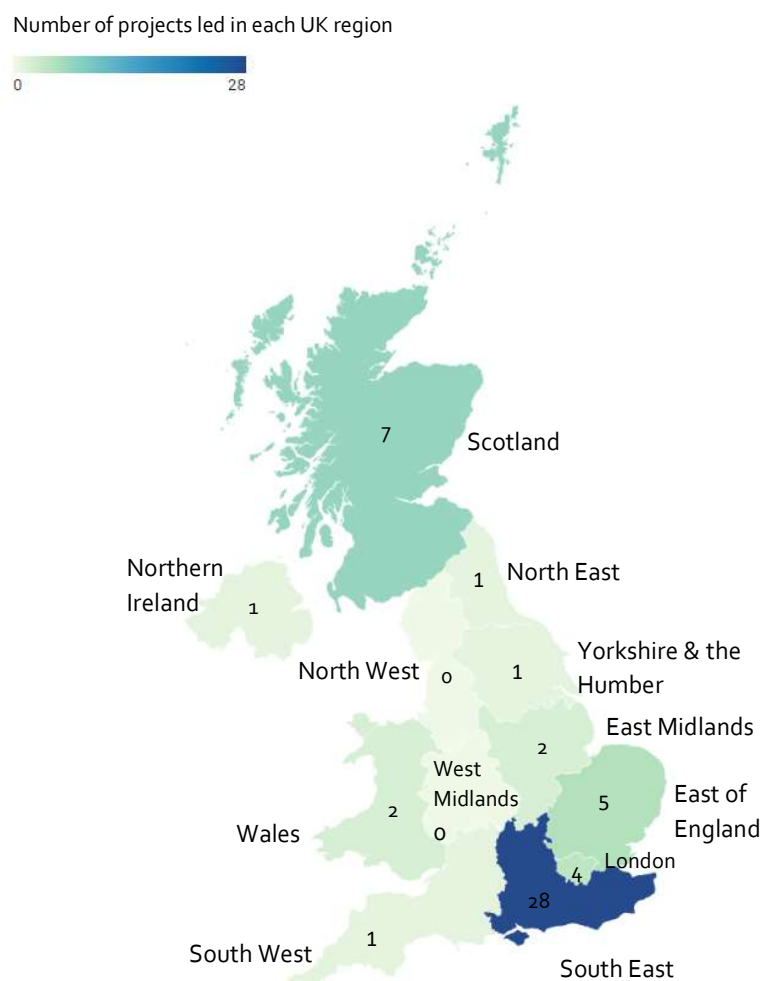 Number of projects led in each UK region
0 28
7
Scotland
Northern
Ireland
1
1
North East
North West
0
1
Yorkshire & the
Humber
East Midlands
2
West
Midlands
0
2
Wales
5
East of
England
London
4
28
South West
1
South East